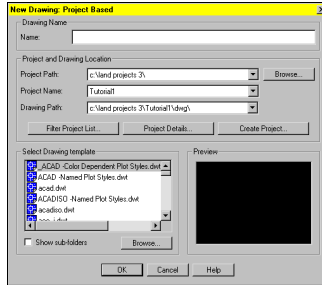 New Drawing: Project Based
Drawing Name
Name:
Project and Drawing Location
Project Path: c:\land projects 3\ Browse...
Project Name: Tutorial1
Drawing Path: c:\land projects 3\Tutorial1\dwg\
Filter Project List... Project Details... Create Project...
Select Drawing template
Preview
_ACAD -Color Dependent Plot Styles.dwt
ACAD -Named Plot Styles.dwt
acad.dwt
ACADISO -Named Plot Styles.dwt
acadiso.dwt
Show sub-folders Browse...
OK Cancel Help